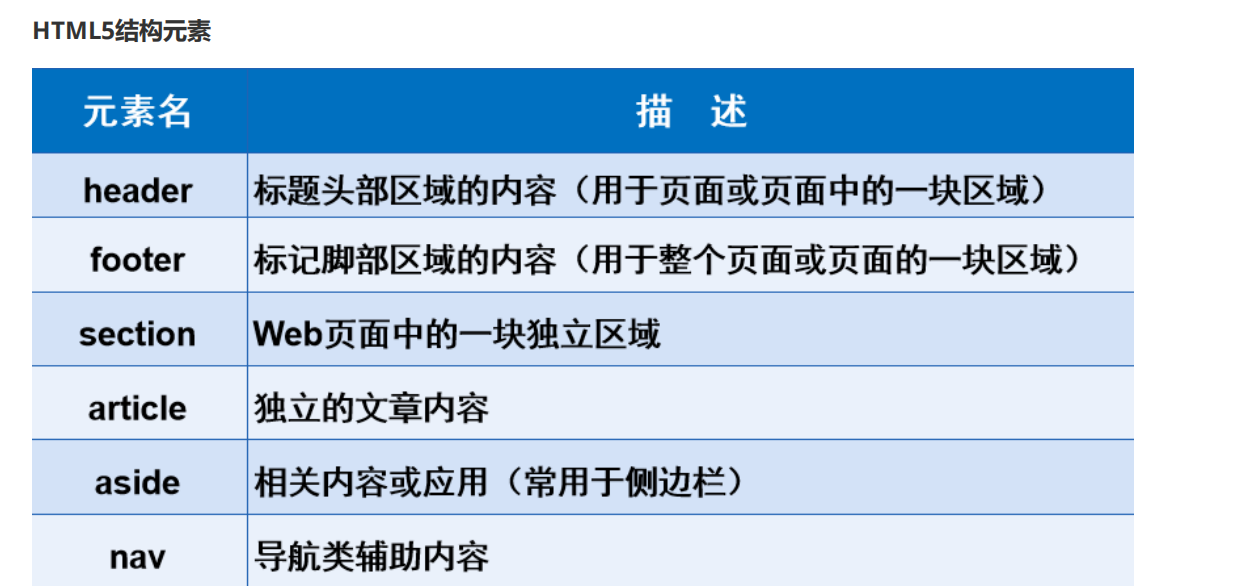 HTML5结构元素
元素名 描 述
header 标题头部区域的内容（用于页面或页面中的一块区域）
footer 标记脚部区域的内容（用于整个页面或页面的一块区域）
section Web页面中的一块独立区域
article 独立的文章内容
aside 相关内容或应用（常用于侧边栏）
nav 导航类辅助内容